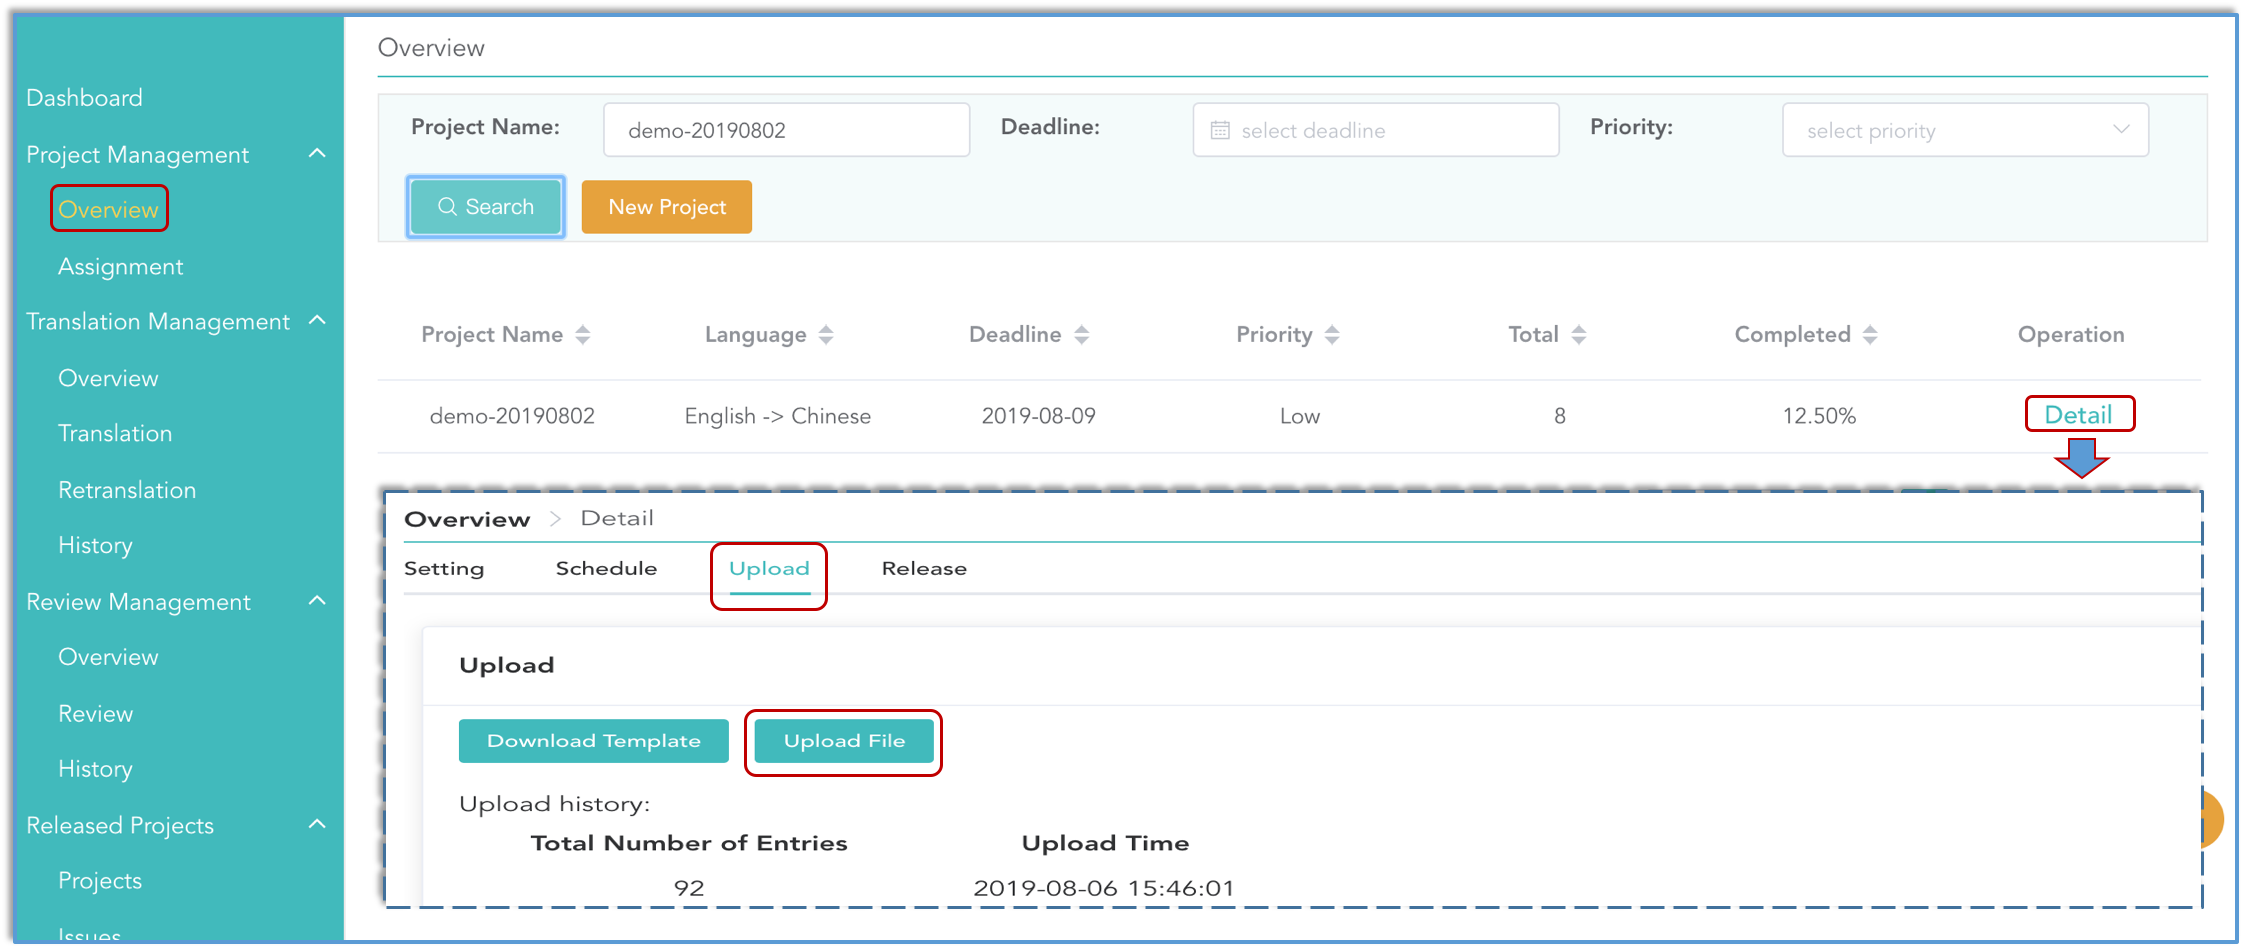 Dashboard
Project Management
Overview
Assignment
Translation Management
Overview
Translation
Retranslation
History
Review Management
Overview
Review
History
Released Projects
Projects
Issues
Overview
Project Name: demo-20190802 Deadline: select deadline Priority: select priority
Search New Project
Project Name Language Deadline Priority Total Completed Operation
demo-20190802 English -> Chinese 2019-08-09 Low 8 12.50% Detail
Overview > Detail
Setting Schedule Upload Release
Upload
Download Template Upload File
Upload history:
Total Number of Entries Upload Time
92 2019-08-06 15:46:01